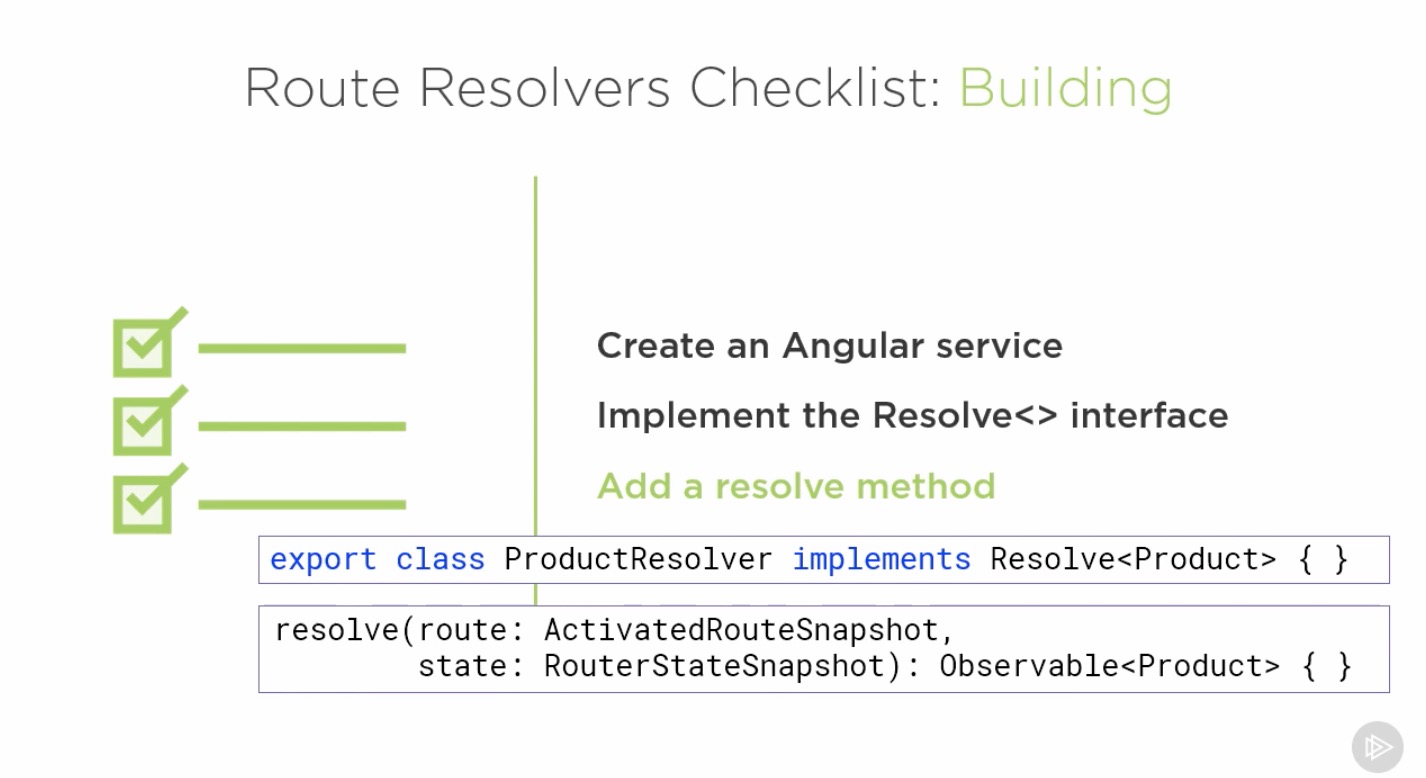 Route Resolvers Checklist: Building
Create an Angular service
Implement the Resolve<> interface
Add a resolve method
export class ProductResolver implements Resolve<Product> { }
resolve(route: ActivatedRouteSnapshot,
state: RouterStateSnapshot): Observable<Product> { }